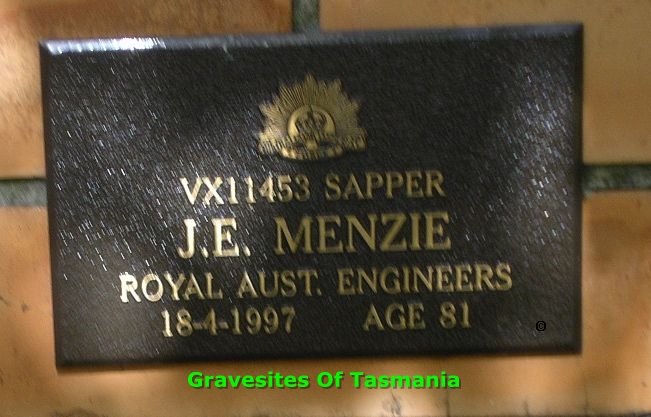 VX11453 SAPPER
J.E. MENZIE
ROYAL AUST. ENGINEERS
18-4-1997 AGE 81
Gravesites Of Tasmania